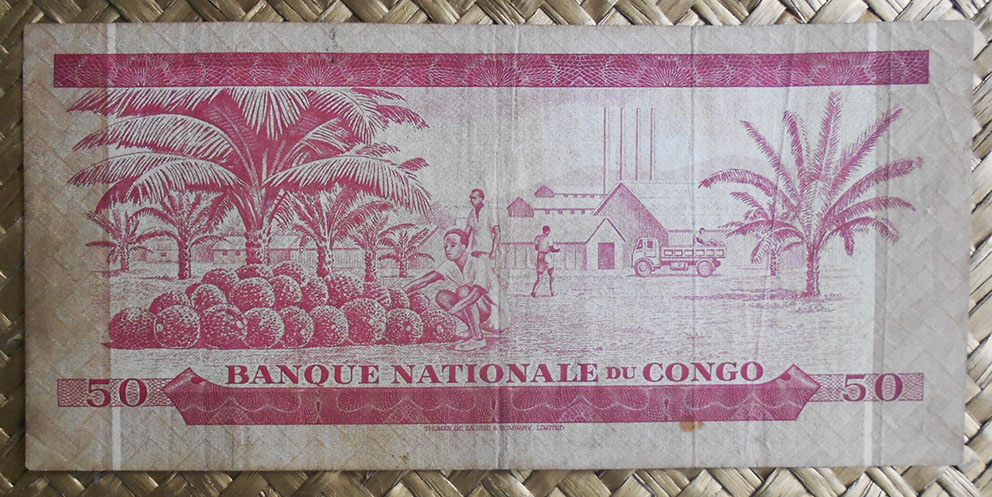 50 BANQUE NATIONALE DU CONGO 50
THOMAS DE LA RUE & COMPANY, LIMITED